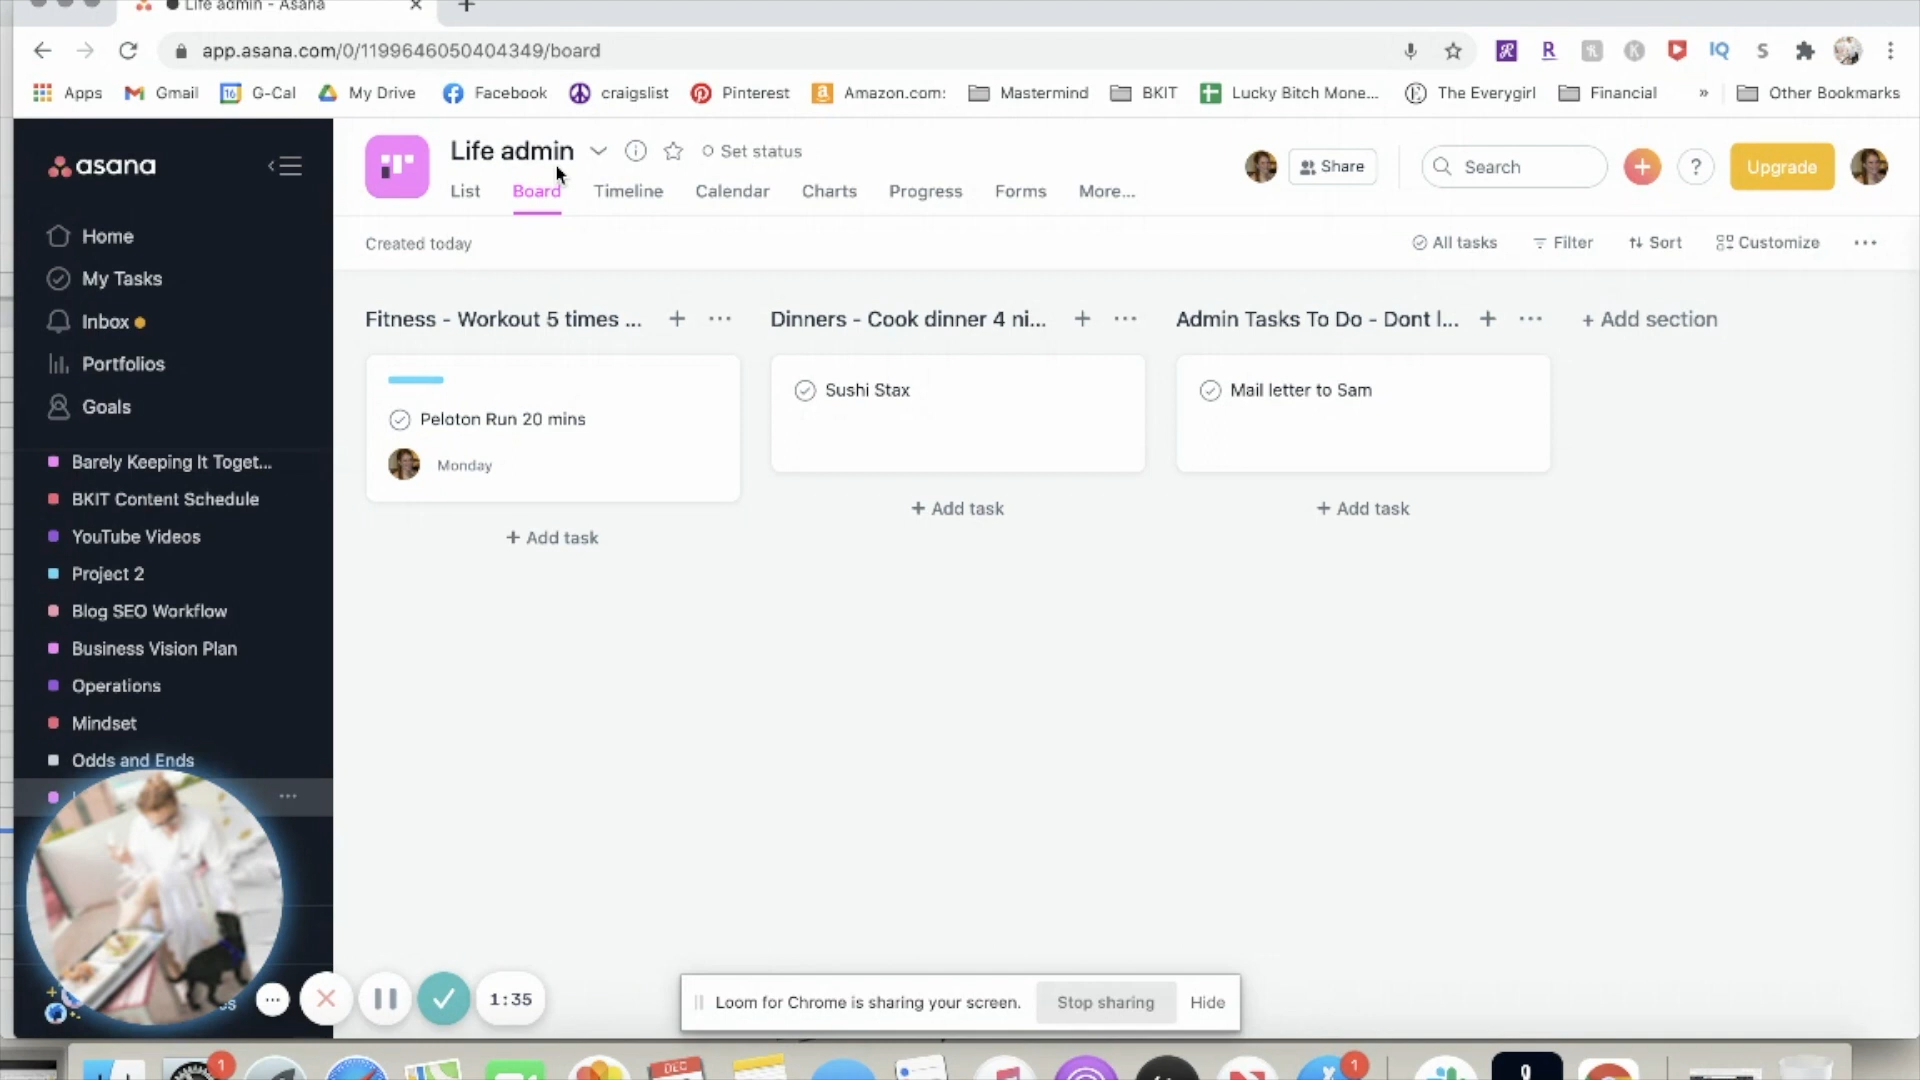 Life admin - Asana
app.asana.com/0/1199646050404349/board
Apps Gmail 16 G-Cal My Drive Facebook craigslist Pinterest Amazon.com: Mastermind BKIT Lucky Bitch Mone... The Everygirl Financial » Other Bookmarks
asana
Life admin Set status
Share Search Upgrade
List Board Timeline Calendar Charts Progress Forms More...
Home
My Tasks
Inbox
Portfolios
Goals
Barely Keeping It Toget...
BKIT Content Schedule
YouTube Videos
Project 2
Blog SEO Workflow
Business Vision Plan
Operations
Mindset
Odds and Ends
Created today
All tasks Filter Sort Customize
Fitness - Workout 5 times ...
Peloton Run 20 mins
Monday
+ Add task
Dinners - Cook dinner 4 ni...
Sushi Stax
+ Add task
Admin Tasks To Do - Dont l...
Mail letter to Sam
+ Add task
+ Add section
1:35
Loom for Chrome is sharing your screen. Stop sharing Hide
1
DEC
1